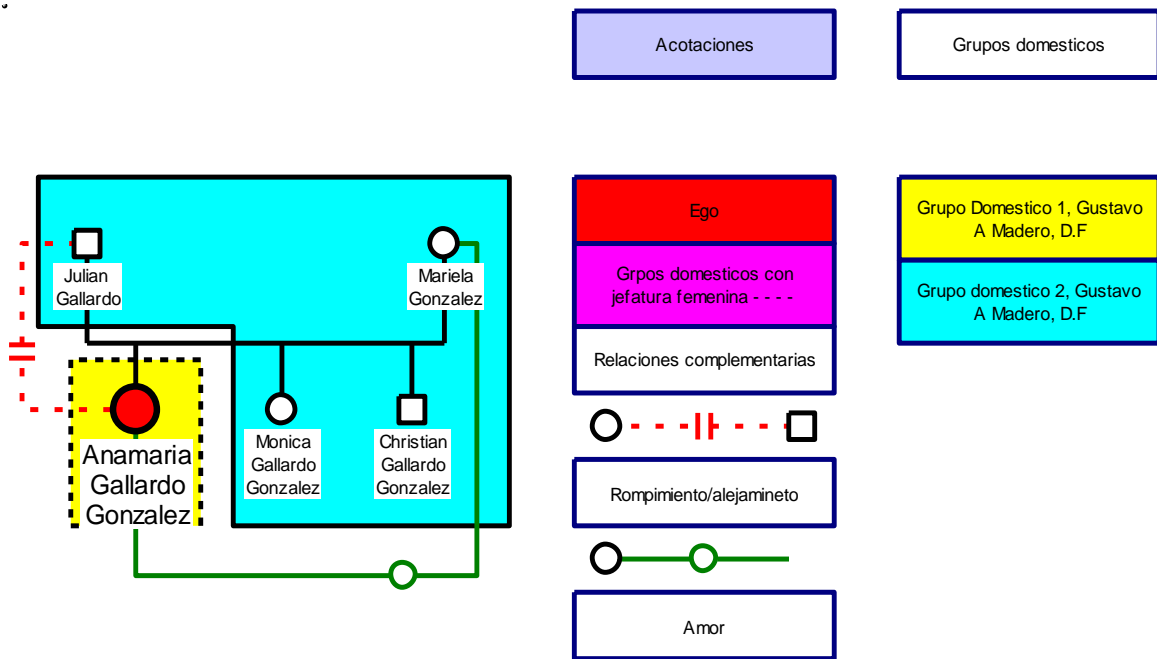 Acotaciones
Grupos domesticos
Julian
Gallardo
Mariela
Gonzalez
Anamaria
Gallardo
Gonzalez
Monica
Gallardo
Gonzalez
Christian
Gallardo
Gonzalez
Ego
Grpos domesticos con
jefatura femenina - - - -
Relaciones complementarias
Rompimiento/alejamineto
Amor
Grupo Domestico 1, Gustavo
A Madero, D.F
Grupo domestico 2, Gustavo
A Madero, D.F